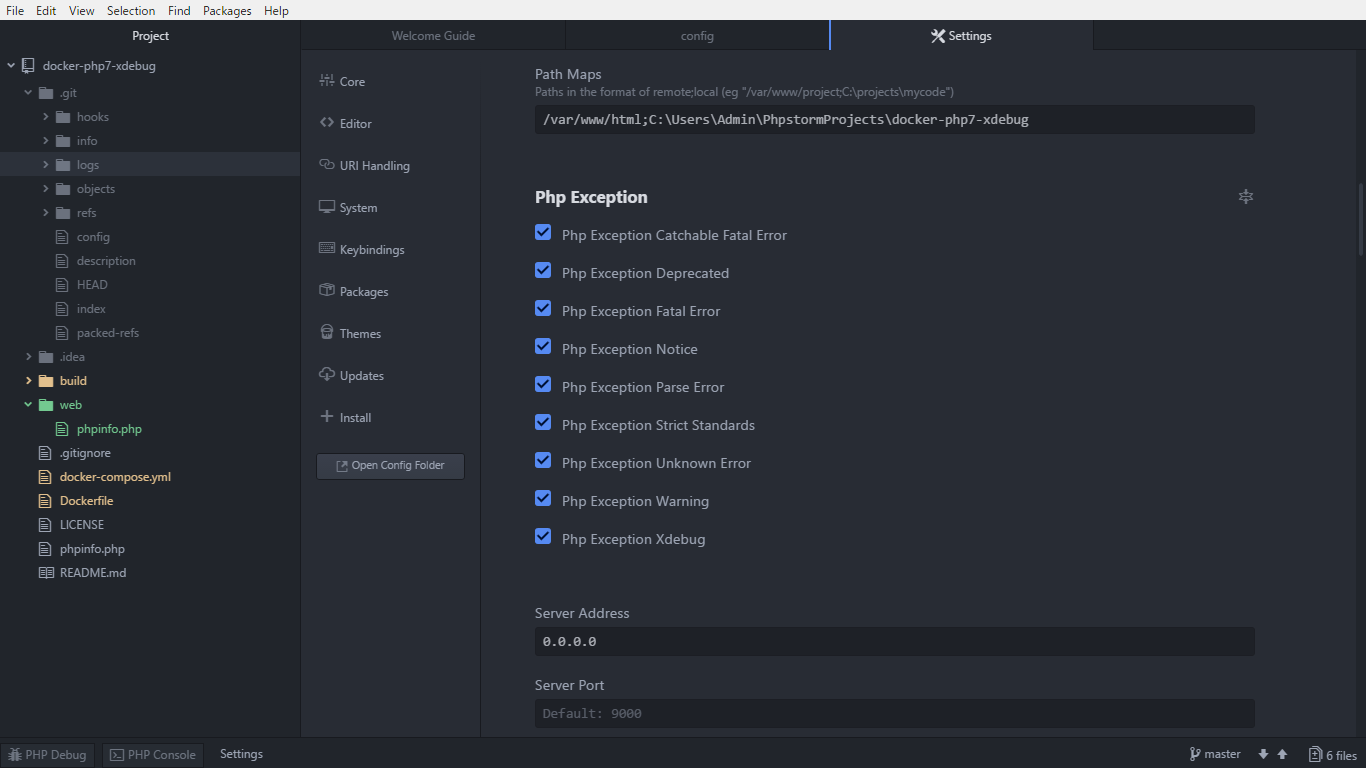 File Edit View Selection Find Packages Help
Project
Welcome Guide
config
Settings
docker-php7-xdebug
.git
hooks
info
logs
objects
refs
config
description
HEAD
index
packed-refs
.idea
build
web
phpinfo.php
.gitignore
docker-compose.yml
Dockerfile
LICENSE
phpinfo.php
README.md
Core
Editor
URI Handling
System
Keybindings
Packages
Themes
Updates
Install
Open Config Folder
Path Maps
Paths in the format of remote;local (eg "/var/www/project;C:\projects\mycode")
/var/www/html;C:\Users\Admin\PhpstormProjects\docker-php7-xdebug
Php Exception
Php Exception Catchable Fatal Error
Php Exception Deprecated
Php Exception Fatal Error
Php Exception Notice
Php Exception Parse Error
Php Exception Strict Standards
Php Exception Unknown Error
Php Exception Warning
Php Exception Xdebug
Server Address
0.0.0.0
Server Port
Default: 9000
PHP Debug
PHP Console
Settings
master
6 files